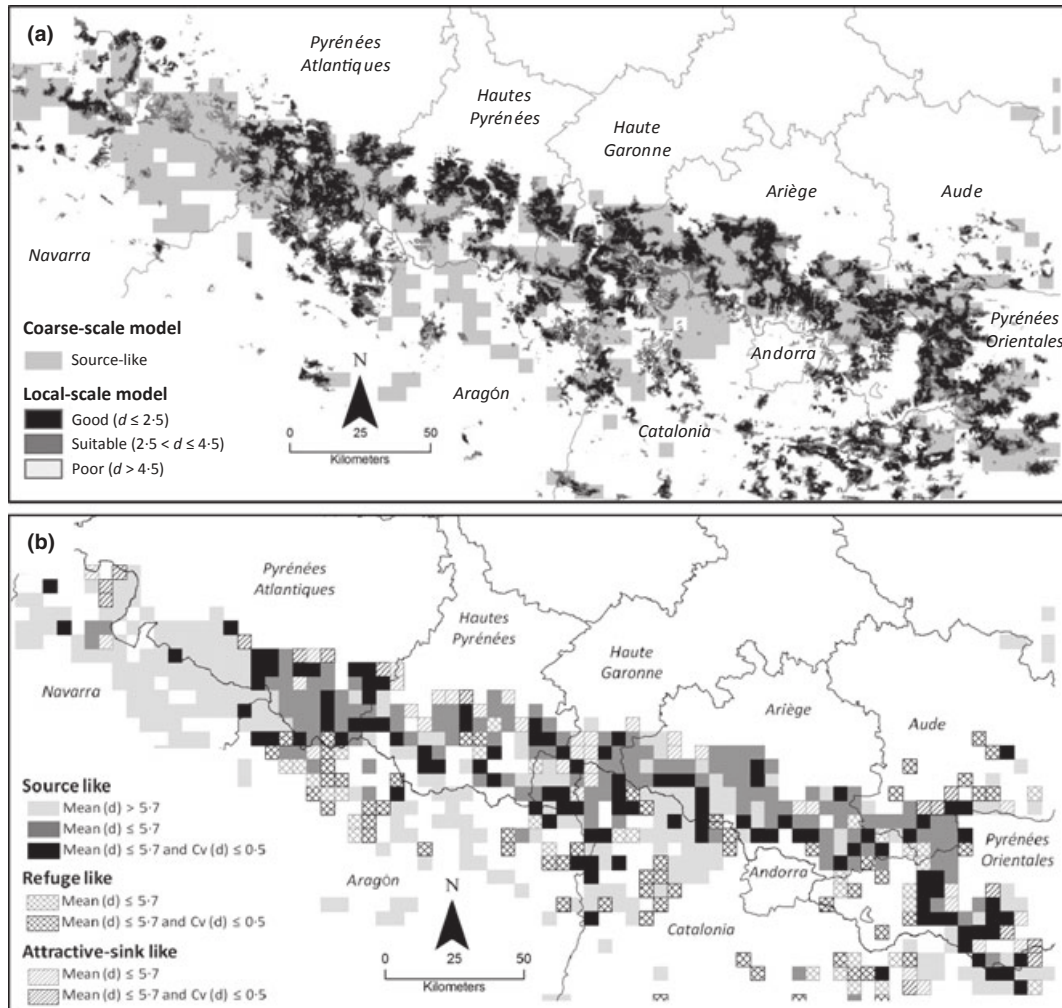 (a)
Pyrénées
Atlantiques
Hautes
Pyrénées
Haute
Garonne
Ariège
Aude
Navarra
Pyrénées
Orientales
Andorra
Aragón
Catalonia
Coarse-scale model
Source-like
Local-scale model
Good (d ≤ 2·5)
Suitable (2·5 < d ≤ 4·5)
Poor (d > 4·5)
N
0 25 50
Kilometers
(b)
Pyrénées
Atlantiques
Hautes
Pyrénées
Haute
Garonne
Ariège
Aude
Navarra
Pyrénées
Orientales
Andorra
Aragón
Catalonia
Source like
Mean (d) > 5·7
Mean (d) ≤ 5·7
Mean (d) ≤ 5·7 and Cv (d) ≤ 0·5
Refuge like
Mean (d) ≤ 5·7
Mean (d) ≤ 5·7 and Cv (d) ≤ 0·5
Attractive-sink like
Mean (d) ≤ 5·7
Mean (d) ≤ 5·7 and Cv (d) ≤ 0·5
N
0 25 50
Kilometers